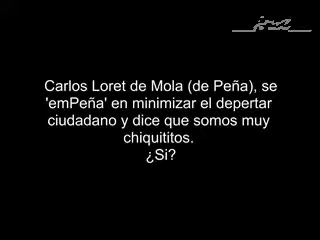 Carlos Loret de Mola (de Peña), se
'emPeña' en minimizar el depertar
ciudadano y dice que somos muy
chiquititos.
¿Si?